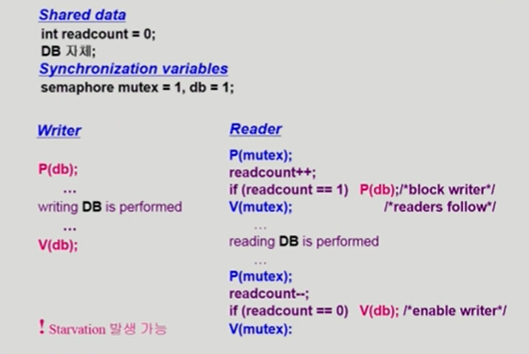 Shared data
int readcount = 0;
DB 자체;
Synchronization variables
semaphore mutex = 1, db = 1;
Writer
P(db);
...
writing DB is performed
...
V(db);
! Starvation 발생 가능
Reader
P(mutex);
readcount++;
if (readcount == 1) P(db);/*block writer*/
V(mutex); /*readers follow*/
...
reading DB is performed
...
P(mutex);
readcount--;
if (readcount == 0) V(db); /*enable writer*/
V(mutex):